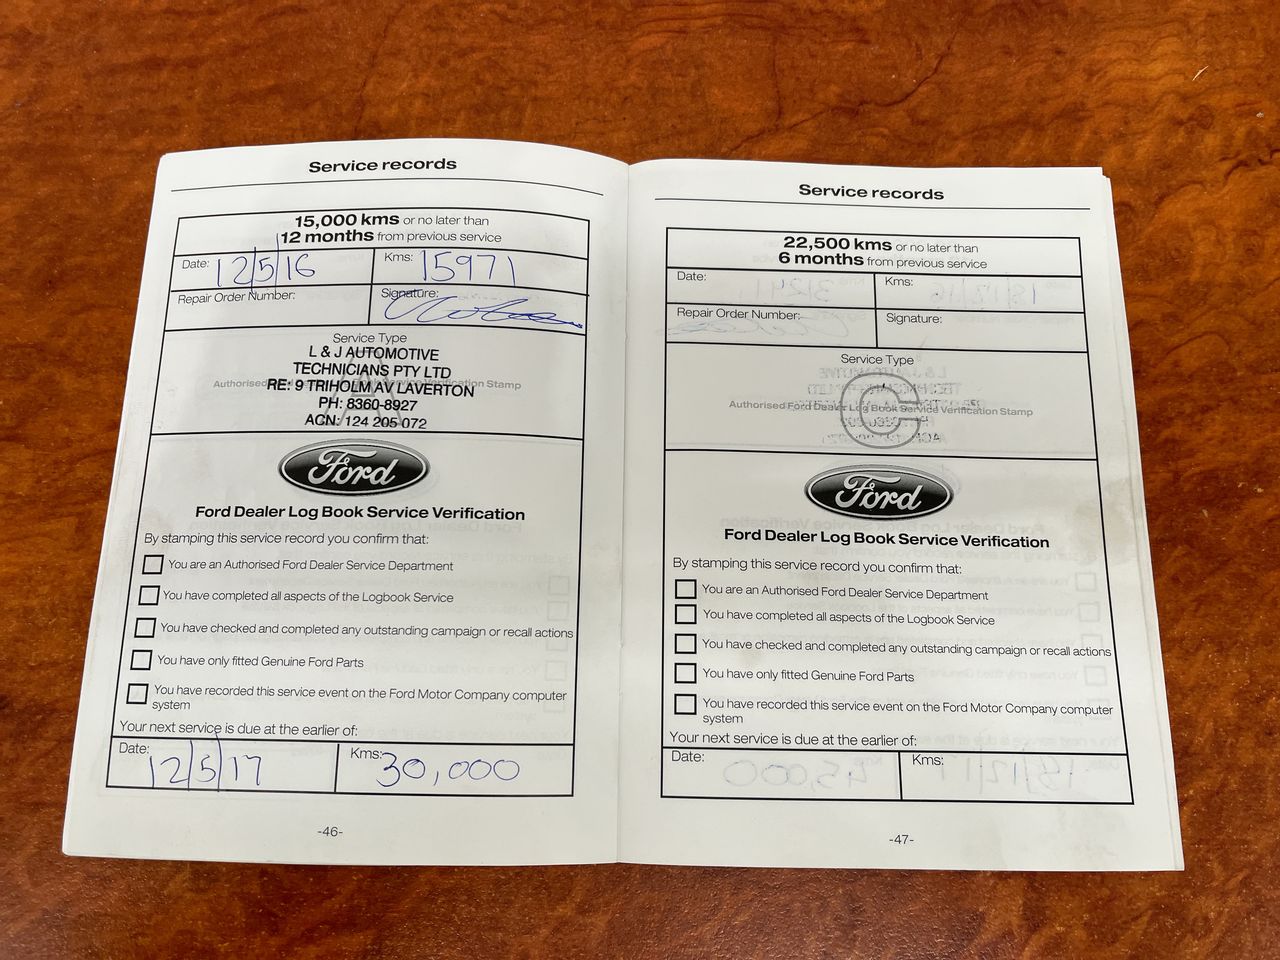 Service records
15,000 kms or no later than
12 months from previous service
Date: 12/5/16
Kms: 15971
Repair Order Number:
Signature:
Service Type
A
L & J AUTOMOTIVE
TECHNICIANS PTY LTD
Authorised Ford Dealer Log Book Service Verification Stamp
RE: 9 TRIHOLM AV LAVERTON
PH: 8360-8927
ACN: 124 205 072
Ford
Ford Dealer Log Book Service Verification
By stamping this service record you confirm that:
You are an Authorised Ford Dealer Service Department
You have completed all aspects of the Logbook Service
You have checked and completed any outstanding campaign or recall actions
You have only fitted Genuine Ford Parts
You have recorded this service event on the Ford Motor Company computer
system
Your next service is due at the earlier of:
Date: 12/5/17
Kms: 30,000
-46-
Service records
22,500 kms or no later than
6 months from previous service
Date:
Kms:
Repair Order Number:
Signature:
Service Type
C
Authorised Ford Dealer Log Book Service Verification Stamp
Ford
Ford Dealer Log Book Service Verification
By stamping this service record you confirm that:
You are an Authorised Ford Dealer Service Department
You have completed all aspects of the Logbook Service
You have checked and completed any outstanding campaign or recall actions
You have only fitted Genuine Ford Parts
You have recorded this service event on the Ford Motor Company computer
system
Your next service is due at the earlier of:
Date:
Kms:
-47-